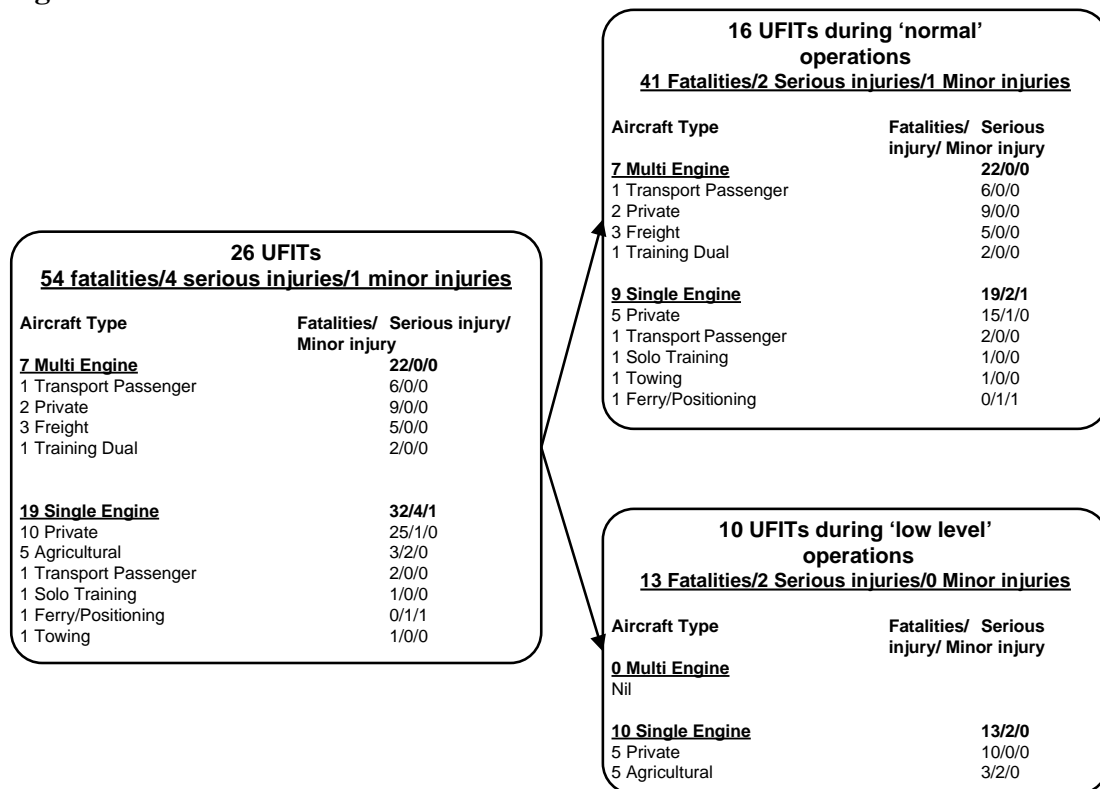 16 UFITs during ‘normal’
operations
41 Fatalities/2 Serious injuries/1 Minor injuries
Aircraft Type Fatalities/ Serious
injury/ Minor injury
7 Multi Engine 22/0/0
1 Transport Passenger 6/0/0
2 Private 9/0/0
3 Freight 5/0/0
1 Training Dual 2/0/0
9 Single Engine 19/2/1
5 Private 15/1/0
1 Transport Passenger 2/0/0
1 Solo Training 1/0/0
1 Towing 1/0/0
1 Ferry/Positioning 0/1/1
26 UFITs
54 fatalities/4 serious injuries/1 minor injuries
Aircraft Type Fatalities/ Serious injury/
Minor injury
7 Multi Engine 22/0/0
1 Transport Passenger 6/0/0
2 Private 9/0/0
3 Freight 5/0/0
1 Training Dual 2/0/0
19 Single Engine 32/4/1
10 Private 25/1/0
5 Agricultural 3/2/0
1 Transport Passenger 2/0/0
1 Solo Training 1/0/0
1 Ferry/Positioning 0/1/1
1 Towing 1/0/0
10 UFITs during ‘low level’
operations
13 Fatalities/2 Serious injuries/0 Minor injuries
Aircraft Type Fatalities/ Serious
injury/ Minor injury
0 Multi Engine
Nil
10 Single Engine 13/2/0
5 Private 10/0/0
5 Agricultural 3/2/0